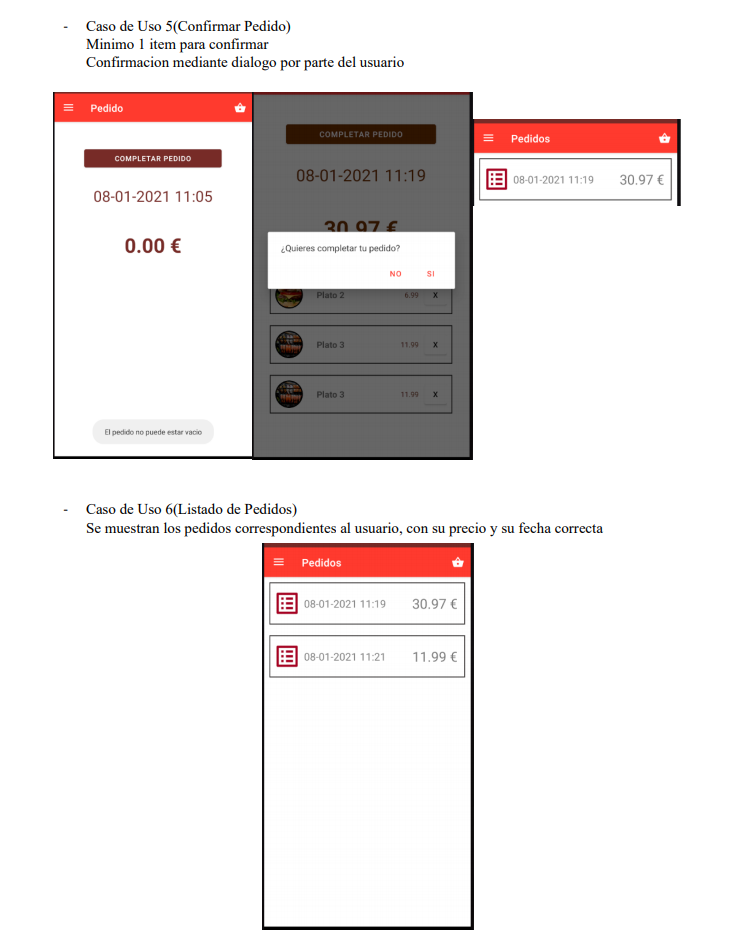 - Caso de Uso 5(Confirmar Pedido)
Minimo 1 item para confirmar
Confirmacion mediante dialogo por parte del usuario
Pedido
COMPLETAR PEDIDO
08-01-2021 11:05
0.00 €
El pedido no puede estar vacio
COMPLETAR PEDIDO
08-01-2021 11:19
30.97 €
¿Quieres completar tu pedido?
NO SI
Plato 2 6.99 X
Plato 3 11.99 X
Plato 3 11.99 X
Pedidos
08-01-2021 11:19 30.97 €
- Caso de Uso 6(Listado de Pedidos)
Se muestran los pedidos correspondientes al usuario, con su precio y su fecha correcta
Pedidos
08-01-2021 11:19 30.97 €
08-01-2021 11:21 11.99 €